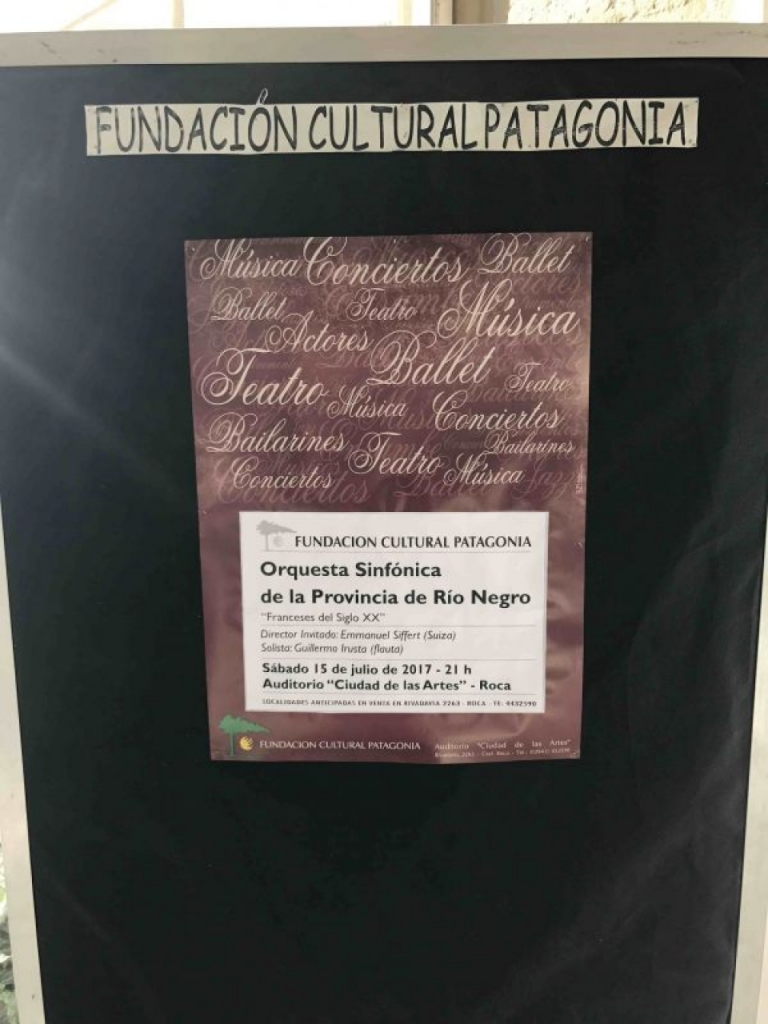 FUNDACIÓN CULTURAL PATAGONIA
Música Conciertos Ballet
Ballet Teatro Música
Actores Ballet
Teatro Música Teatro
Conciertos
Bailarines Teatro Bailarines
Conciertos Música
FUNDACION CULTURAL PATAGONIA
Orquesta Sinfónica
de la Provincia de Río Negro
"Franceses del Siglo XX"
Director Invitado: Emmanuel Siffert (Suiza)
Solista: Guillermo Irusta (flauta)
Sábado 15 de julio de 2017 - 21 h
Auditorio "Ciudad de las Artes" - Roca
LOCALIDADES ANTICIPADAS EN VENTA EN RIVADAVIA 2263 - ROCA - TE: 4432590
FUNDACION CULTURAL PATAGONIA
Auditorio "Ciudad de las Artes"